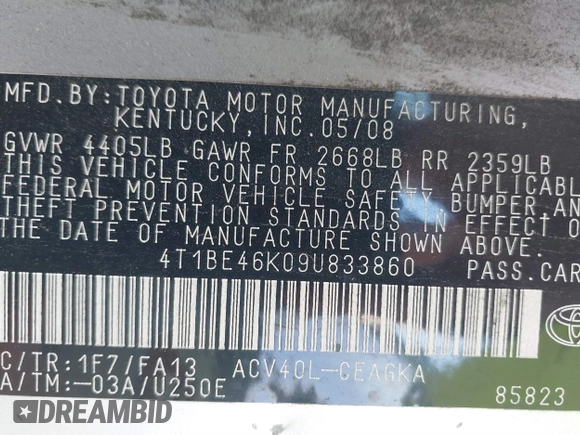 MFD. BY:TOYOTA MOTOR MANUFACTURING,
KENTUCKY, INC. 05/08
GVWR 4405LB GAWR FR 2668LB RR 2359LB
THIS VEHICLE CONFORMS TO ALL APPLICABL
FEDERAL MOTOR VEHICLE SAFETY, BUMPER AN
THEFT PREVENTION STANDARDS IN EFFECT O
THE DATE OF MANUFACTURE SHOWN ABOVE.
4T1BE46K09U833860 PASS.CAR
C/TR:1F7/FA13 ACV40L-CEAGKA
A/TM:-03A/U250E 85823
DREAMBID